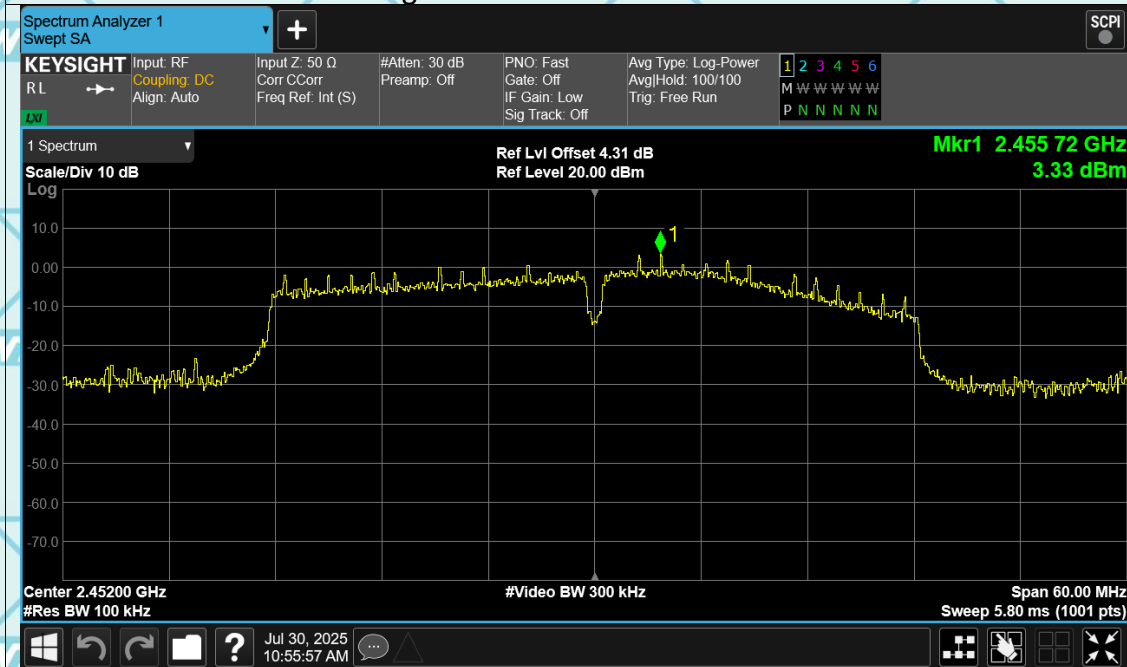 Spectrum Analyzer 1
Swept SA
SCPI
KEYSIGHT
RL
LXI
Input: RF
Coupling: DC
Align: Auto
Input Z: 50 Ω
Corr CCorr
Freq Ref: Int (S)
#Atten: 30 dB
Preamp: Off
PNO: Fast
Gate: Off
IF Gain: Low
Sig Track: Off
Avg Type: Log-Power
Avg|Hold: 100/100
Trig: Free Run
1 2 3 4 5 6
M W W W W W
P N N N N N
1 Spectrum
Scale/Div 10 dB
Log
Ref Lvl Offset 4.31 dB
Ref Level 20.00 dBm
Mkr1 2.455 72 GHz
3.33 dBm
1
10.0
0.00
-10.0
-20.0
-30.0
-40.0
-50.0
-60.0
-70.0
Center 2.45200 GHz
#Res BW 100 kHz
#Video BW 300 kHz
Span 60.00 MHz
Sweep 5.80 ms (1001 pts)
?
Jul 30, 2025
10:55:57 AM